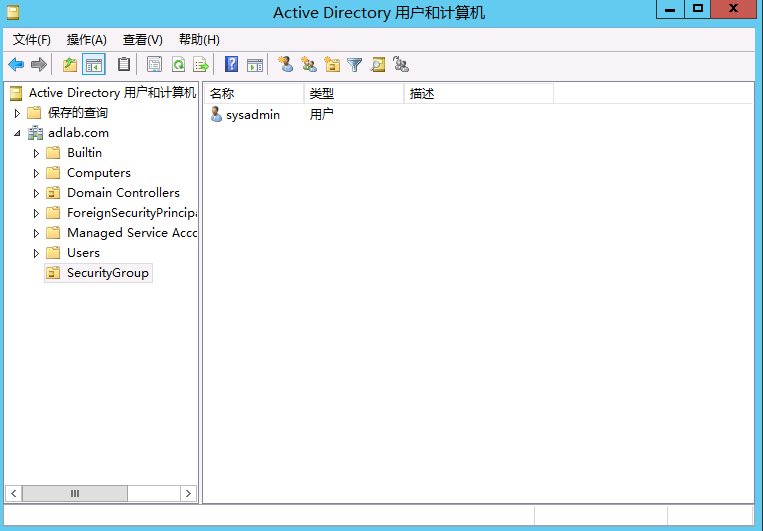 Active Directory 用户和计算机
文件(F) 操作(A) 查看(V) 帮助(H)
Active Directory 用户和计算机
保存的查询
adlab.com
Builtin
Computers
Domain Controllers
ForeignSecurityPrincipa
Managed Service Acco
Users
SecurityGroup
名称 类型 描述
sysadmin 用户